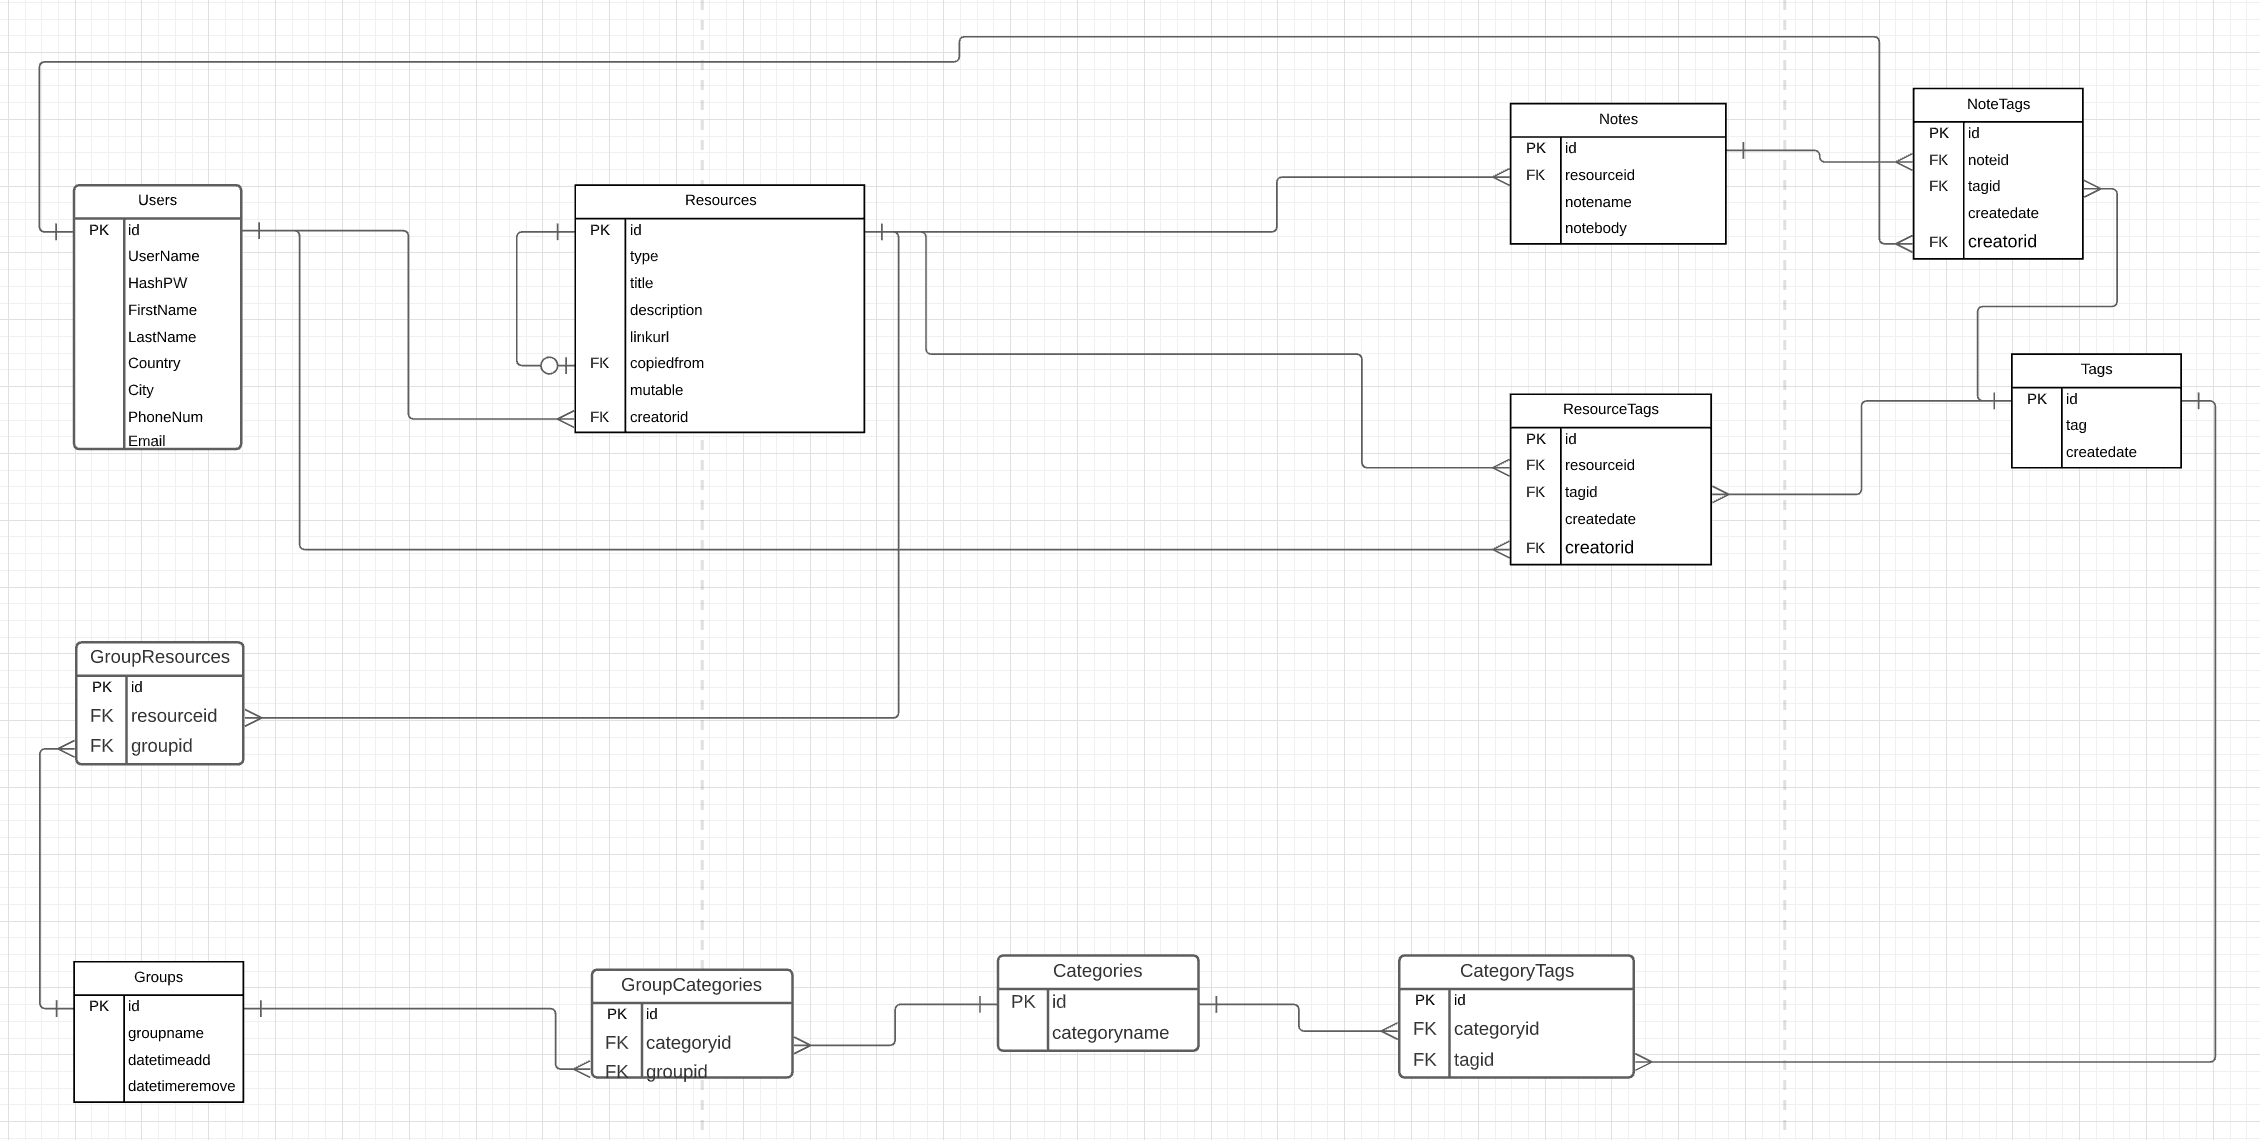 Users
PK id
UserName
HashPW
FirstName
LastName
Country
City
PhoneNum
Email
Resources
PK id
type
title
description
linkurl
FK copiedfrom
mutable
FK creatorid
Notes
PK id
FK resourceid
notename
notebody
NoteTags
PK id
FK noteid
FK tagid
createdate
FK creatorid
Tags
PK id
tag
createdate
ResourceTags
PK id
FK resourceid
FK tagid
createdate
FK creatorid
GroupResources
PK id
FK resourceid
FK groupid
Groups
PK id
groupname
datetimeadd
datetimeremove
GroupCategories
PK id
FK categoryid
FK groupid
Categories
PK id
categoryname
CategoryTags
PK id
FK categoryid
FK tagid